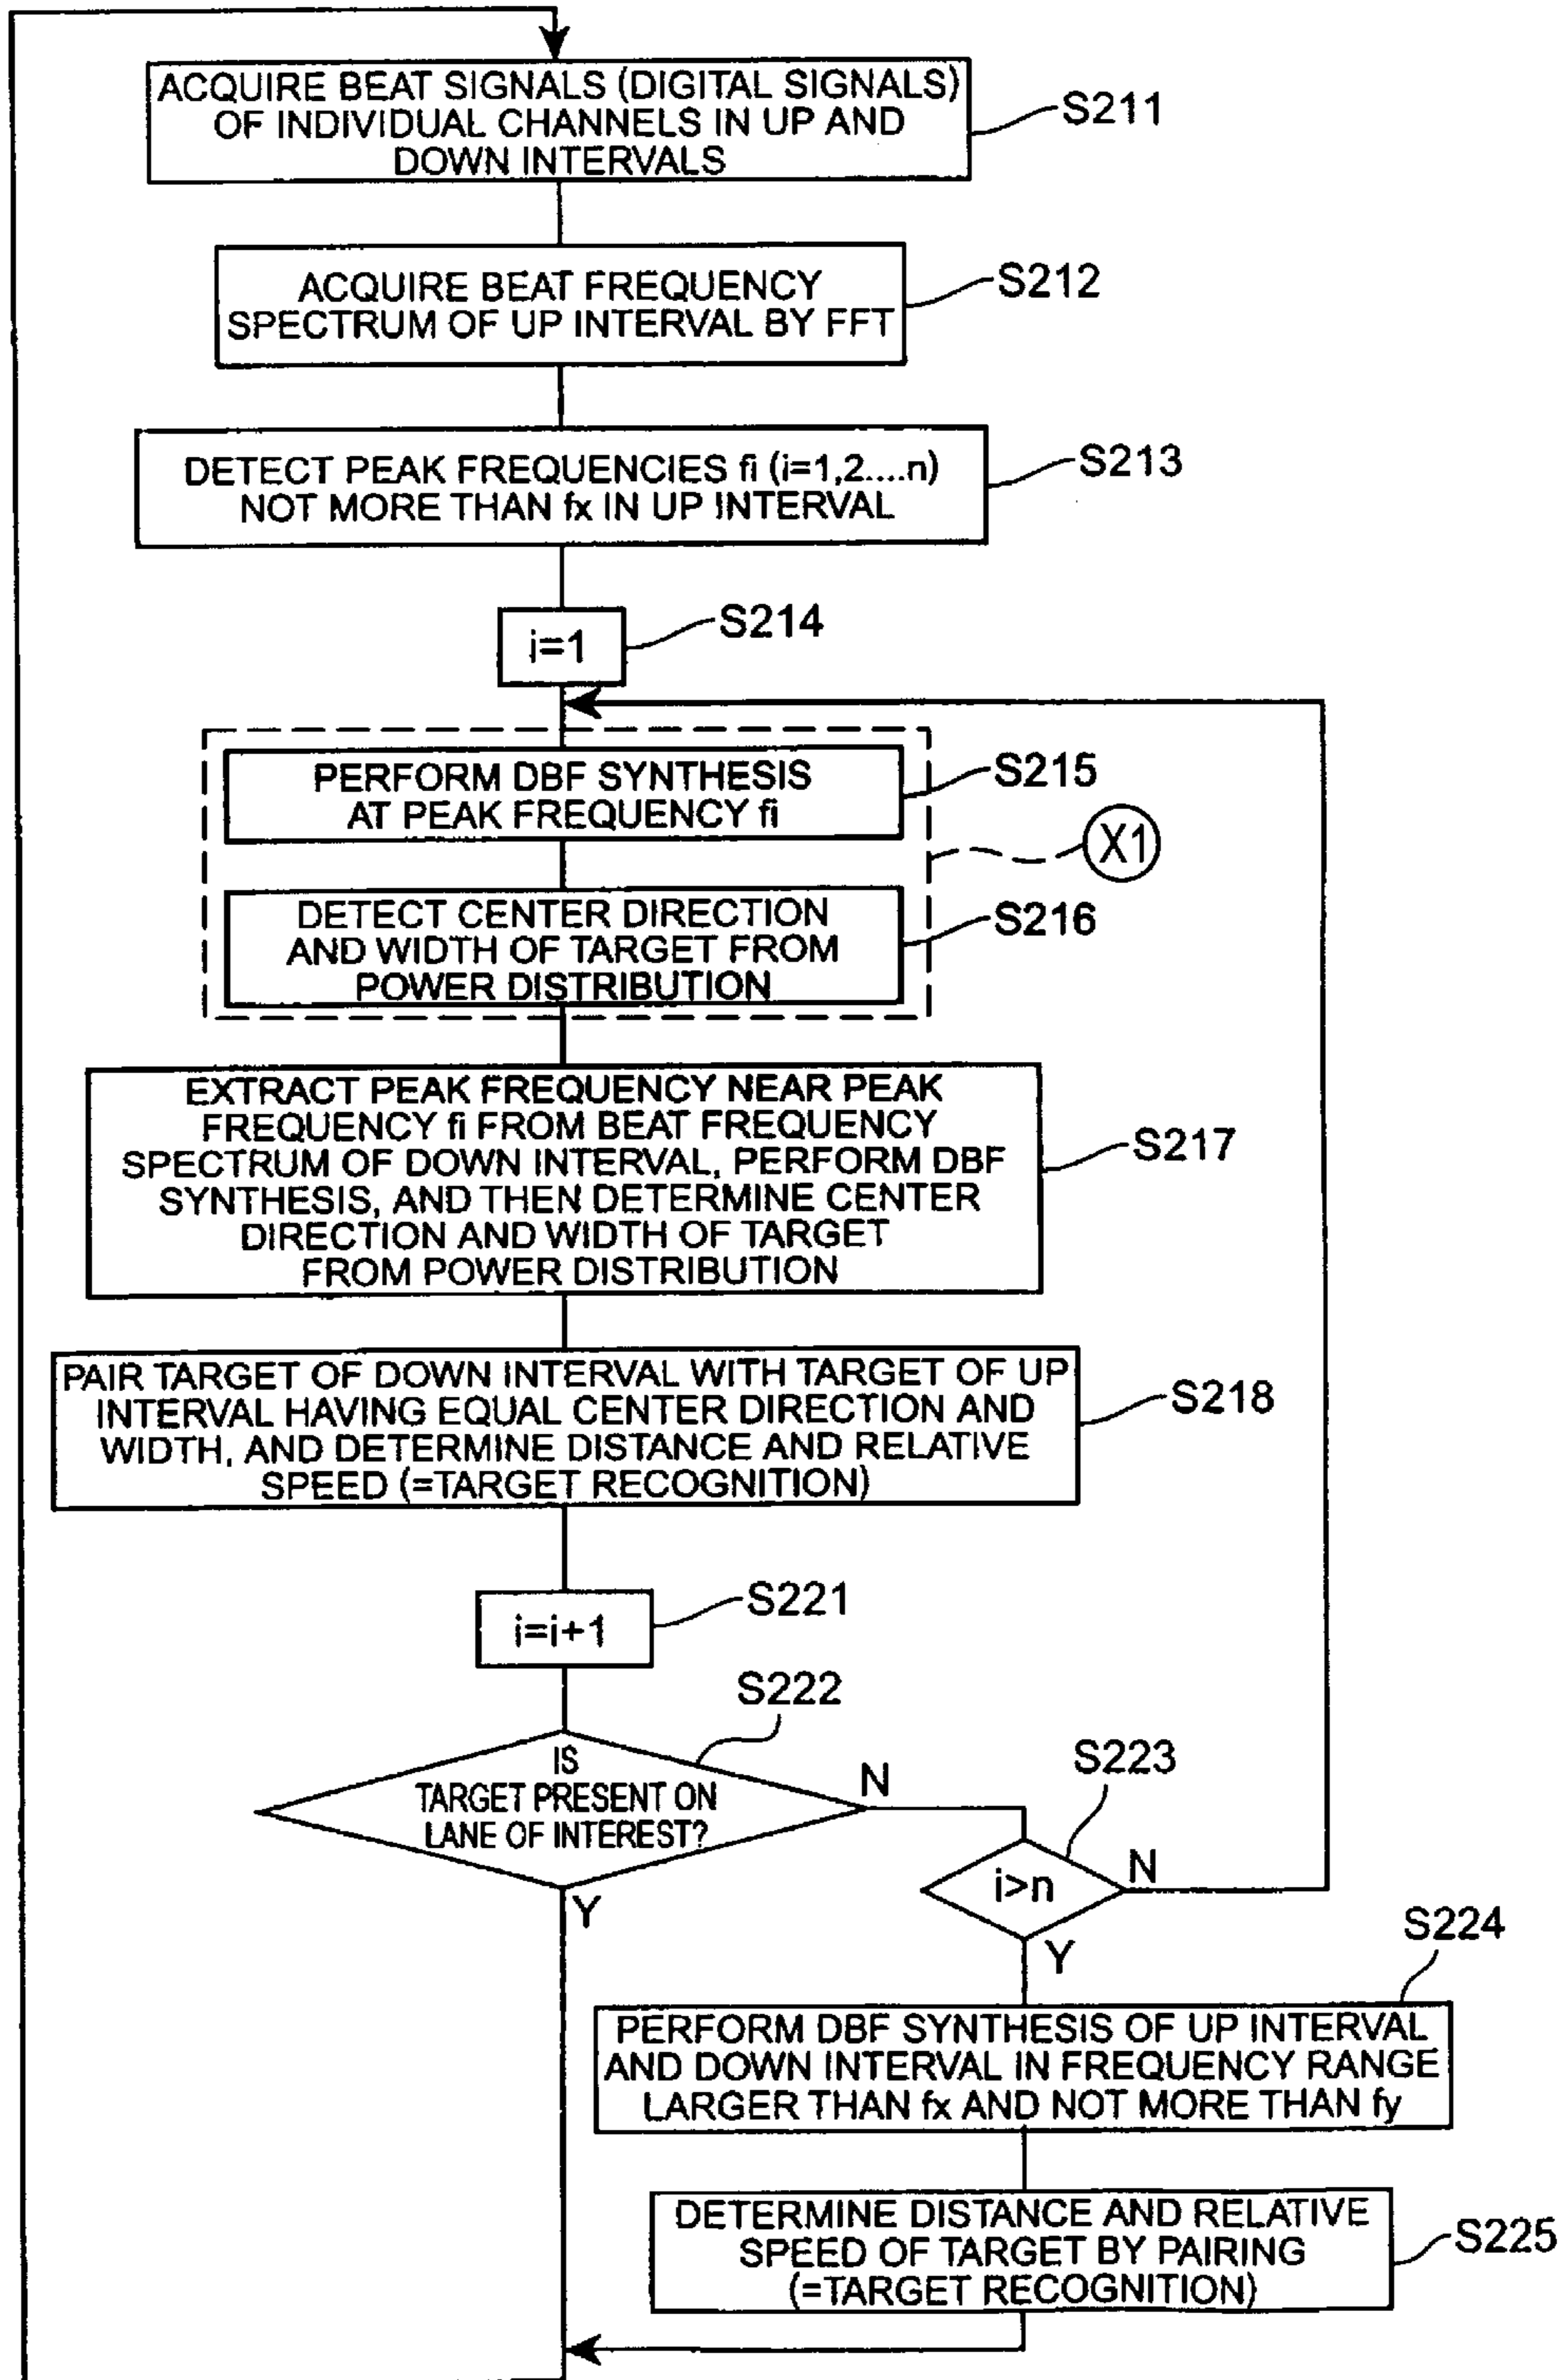 ACQUIRE BEAT SIGNALS (DIGITAL SIGNALS)
OF INDIVIDUAL CHANNELS IN UP AND
DOWN INTERVALS
S211
ACQUIRE BEAT FREQUENCY
SPECTRUM OF UP INTERVAL BY FFT
S212
DETECT PEAK FREQUENCIES fi (i=1,2....n)
NOT MORE THAN fx IN UP INTERVAL
S213
i=1
S214
PERFORM DBF SYNTHESIS
AT PEAK FREQUENCY fi
S215
X1
DETECT CENTER DIRECTION
AND WIDTH OF TARGET FROM
POWER DISTRIBUTION
S216
EXTRACT PEAK FREQUENCY NEAR PEAK
FREQUENCY fi FROM BEAT FREQUENCY
SPECTRUM OF DOWN INTERVAL, PERFORM DBF
SYNTHESIS, AND THEN DETERMINE CENTER
DIRECTION AND WIDTH OF TARGET
FROM POWER DISTRIBUTION
S217
PAIR TARGET OF DOWN INTERVAL WITH TARGET OF UP
INTERVAL HAVING EQUAL CENTER DIRECTION AND
WIDTH, AND DETERMINE DISTANCE AND RELATIVE
SPEED (=TARGET RECOGNITION)
S218
i=i+1
S221
IS
TARGET PRESENT ON
LANE OF INTEREST?
S222
N
Y
i>n
S223
N
Y
PERFORM DBF SYNTHESIS OF UP INTERVAL
AND DOWN INTERVAL IN FREQUENCY RANGE
LARGER THAN fx AND NOT MORE THAN fy
S224
DETERMINE DISTANCE AND RELATIVE
SPEED OF TARGET BY PAIRING
(=TARGET RECOGNITION)
S225